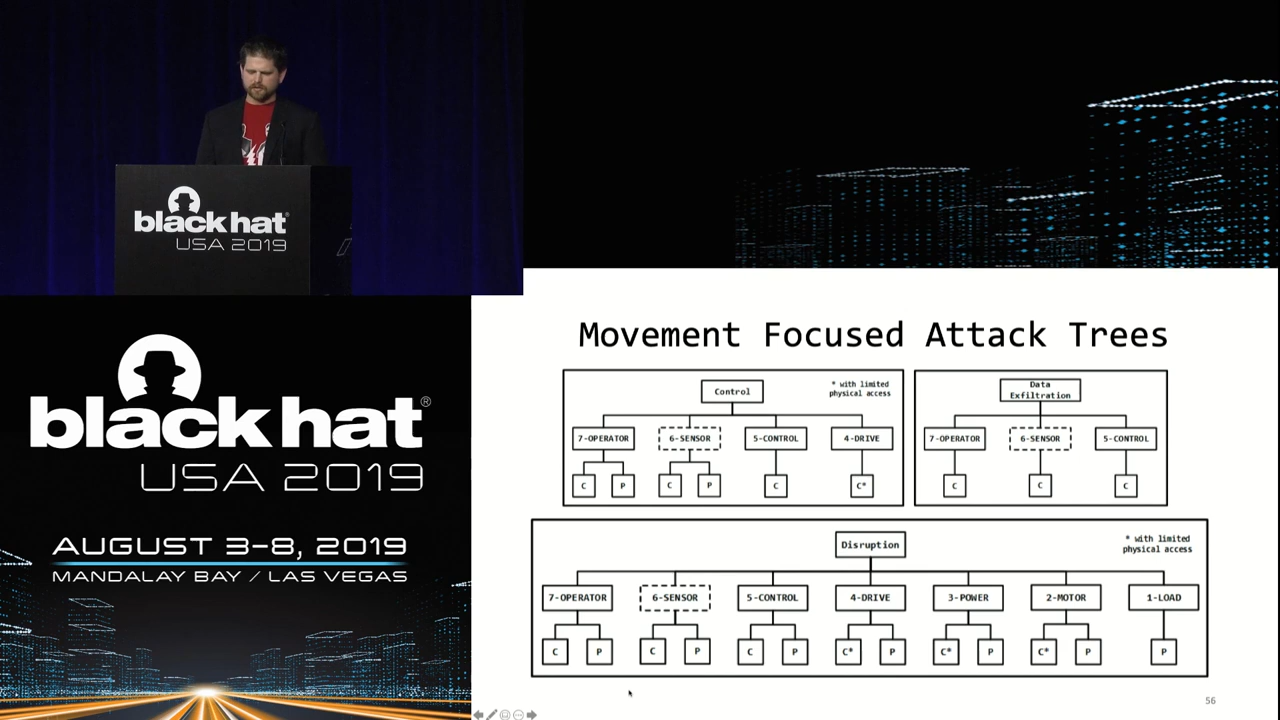 black hat®
USA 2019
black hat®
USA 2019
AUGUST 3-8, 2019
MANDALAY BAY / LAS VEGAS
Movement Focused Attack Trees
Control
* with limited
physical access
7-OPERATOR 6-SENSOR 5-CONTROL 4-DRIVE
C P C P C C*
Data
Exfiltration
7-OPERATOR 6-SENSOR 5-CONTROL
C C C
Disruption
* with limited
physical access
7-OPERATOR 6-SENSOR 5-CONTROL 4-DRIVE 3-POWER 2-MOTOR 1-LOAD
C P C P C P C* P C* P C* P P
56